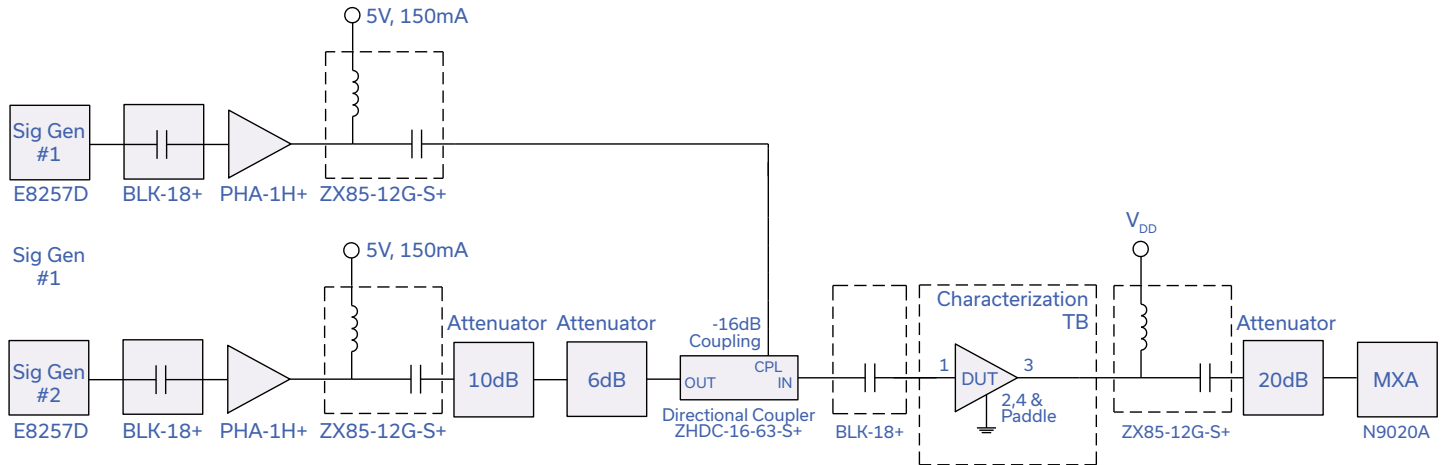 5V, 150mA
Sig Gen
#1
E8257D
BLK-18+
PHA-1H+
ZX85-12G-S+
Sig Gen
#1
5V, 150mA
Sig Gen
#2
E8257D
BLK-18+
PHA-1H+
ZX85-12G-S+
Attenuator
10dB
Attenuator
6dB
-16dB
Coupling
CPL
OUT
IN
Directional Coupler
ZHDC-16-63-S+
BLK-18+
Characterization
TB
1
DUT
3
2,4 &
Paddle
VDD
ZX85-12G-S+
Attenuator
20dB
MXA
N9020A